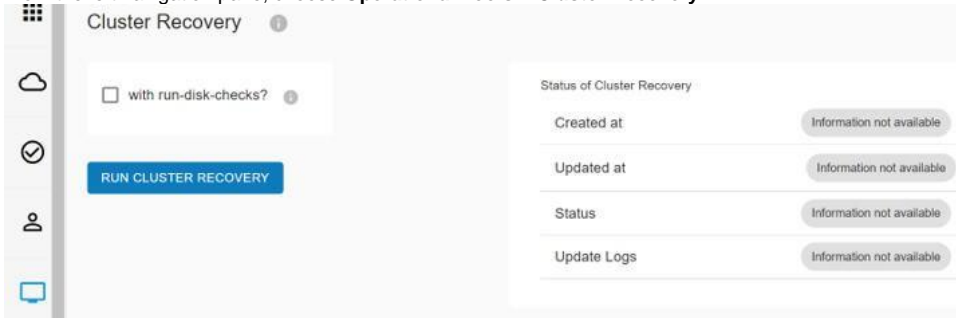 Cluster Recovery
with run-disk-checks?
RUN CLUSTER RECOVERY
Status of Cluster Recovery
Created at Information not available
Updated at Information not available
Status Information not available
Update Logs Information not available